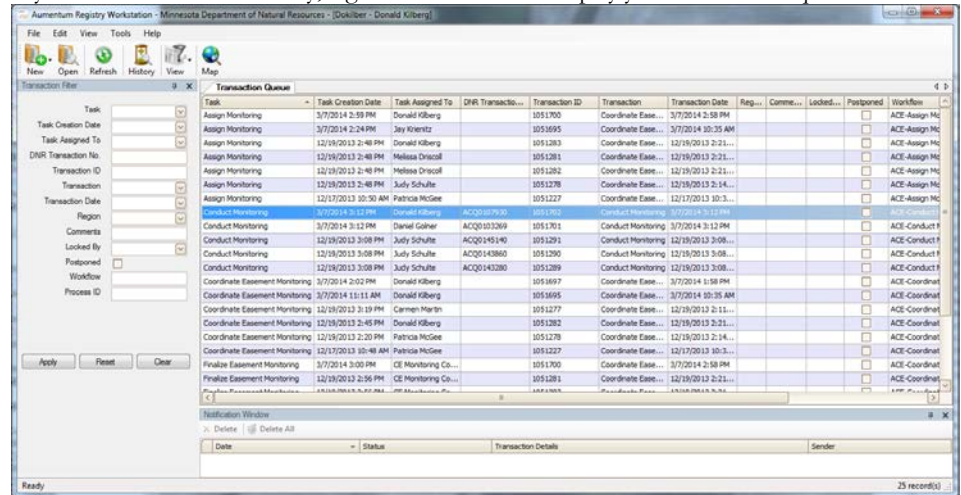 Aumentum Registry Workstation - Minnesota Department of Natural Resources - [Dokilber - Donald Kilberg]
File Edit View Tools Help
New Open Refresh History View Map
Transaction Filter
Task
Task Creation Date
Task Assigned To
DNR Transaction No.
Transaction ID
Transaction
Transaction Date
Region
Comments
Locked By
Postponed
Workflow
Process ID
Apply Reset Clear
Transaction Queue
Task Task Creation Date Task Assigned To DNR Transactio... Transaction ID Transaction Transaction Date Reg... Comme... Locked... Postponed Workflow
Assign Monitoring 3/7/2014 2:59 PM Donald Kilberg 1051700 Coordinate Ease... 3/7/2014 2:58 PM ACE-Assign Mo
Assign Monitoring 3/7/2014 2:24 PM Jay Krienitz 1051695 Coordinate Ease... 3/7/2014 10:35 AM ACE-Assign Mo
Assign Monitoring 12/19/2013 2:48 PM Donald Kilberg 1051283 Coordinate Ease... 12/19/2013 2:21... ACE-Assign Mo
Assign Monitoring 12/19/2013 2:48 PM Melissa Driscoll 1051281 Coordinate Ease... 12/19/2013 2:21... ACE-Assign Mo
Assign Monitoring 12/19/2013 2:48 PM Melissa Driscoll 1051282 Coordinate Ease... 12/19/2013 2:21... ACE-Assign Mo
Assign Monitoring 12/19/2013 2:48 PM Judy Schulte 1051278 Coordinate Ease... 12/19/2013 2:14... ACE-Assign Mo
Assign Monitoring 12/17/2013 10:50 AM Patricia McGee 1051227 Coordinate Ease... 12/17/2013 10:3... ACE-Assign Mo
Conduct Monitoring 3/7/2014 3:12 PM Donald Kilberg ACQ0107930 1051702 Conduct Monitoring 3/7/2014 3:12 PM ACE-Conduct M
Conduct Monitoring 3/7/2014 3:12 PM Daniel Golner ACQ0103269 1051701 Conduct Monitoring 3/7/2014 3:12 PM ACE-Conduct M
Conduct Monitoring 12/19/2013 3:08 PM Judy Schulte ACQ0145140 1051291 Conduct Monitoring 12/19/2013 3:08... ACE-Conduct M
Conduct Monitoring 12/19/2013 3:08 PM Judy Schulte ACQ0143860 1051290 Conduct Monitoring 12/19/2013 3:08... ACE-Conduct M
Conduct Monitoring 12/19/2013 3:08 PM Judy Schulte ACQ0143280 1051289 Conduct Monitoring 12/19/2013 3:08... ACE-Conduct M
Coordinate Easement Monitoring 3/7/2014 2:02 PM Donald Kilberg 1051697 Coordinate Ease... 3/7/2014 1:58 PM ACE-Coordinat
Coordinate Easement Monitoring 3/7/2014 11:11 AM Donald Kilberg 1051695 Coordinate Ease... 3/7/2014 10:35 AM ACE-Coordinat
Coordinate Easement Monitoring 12/19/2013 3:19 PM Carmen Martin 1051277 Coordinate Ease... 12/19/2013 2:11... ACE-Coordinat
Coordinate Easement Monitoring 12/19/2013 2:45 PM Donald Kilberg 1051282 Coordinate Ease... 12/19/2013 2:21... ACE-Coordinat
Coordinate Easement Monitoring 12/19/2013 2:20 PM Patricia McGee 1051278 Coordinate Ease... 12/19/2013 2:14... ACE-Coordinat
Coordinate Easement Monitoring 12/17/2013 10:48 AM Patricia McGee 1051227 Coordinate Ease... 12/17/2013 10:3... ACE-Coordinat
Finalize Easement Monitoring 3/7/2014 3:00 PM CE Monitoring Co... 1051700 Coordinate Ease... 3/7/2014 2:58 PM ACE-Coordinat
Finalize Easement Monitoring 12/19/2013 2:56 PM CE Monitoring Co... 1051281 Coordinate Ease... 12/19/2013 2:21... ACE-Coordinat
Notification Window
Delete Delete All
Date Status Transaction Details Sender
Ready 25 record(s)